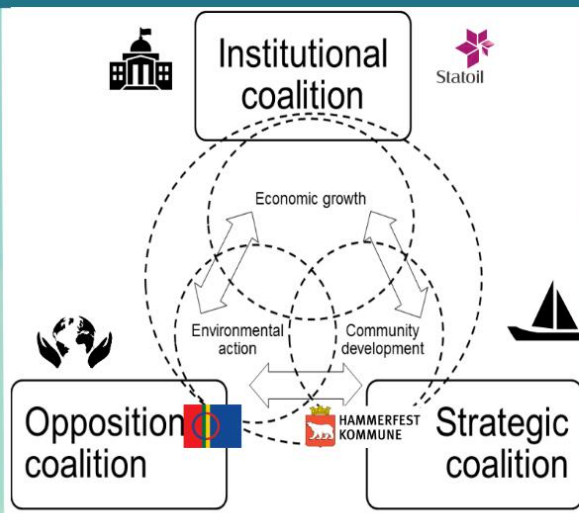 Institutional
coalition
Statoil
Economic growth
Environmental
action
Community
development
Opposition
coalition
HAMMERFEST
KOMMUNE
Strategic
coalition